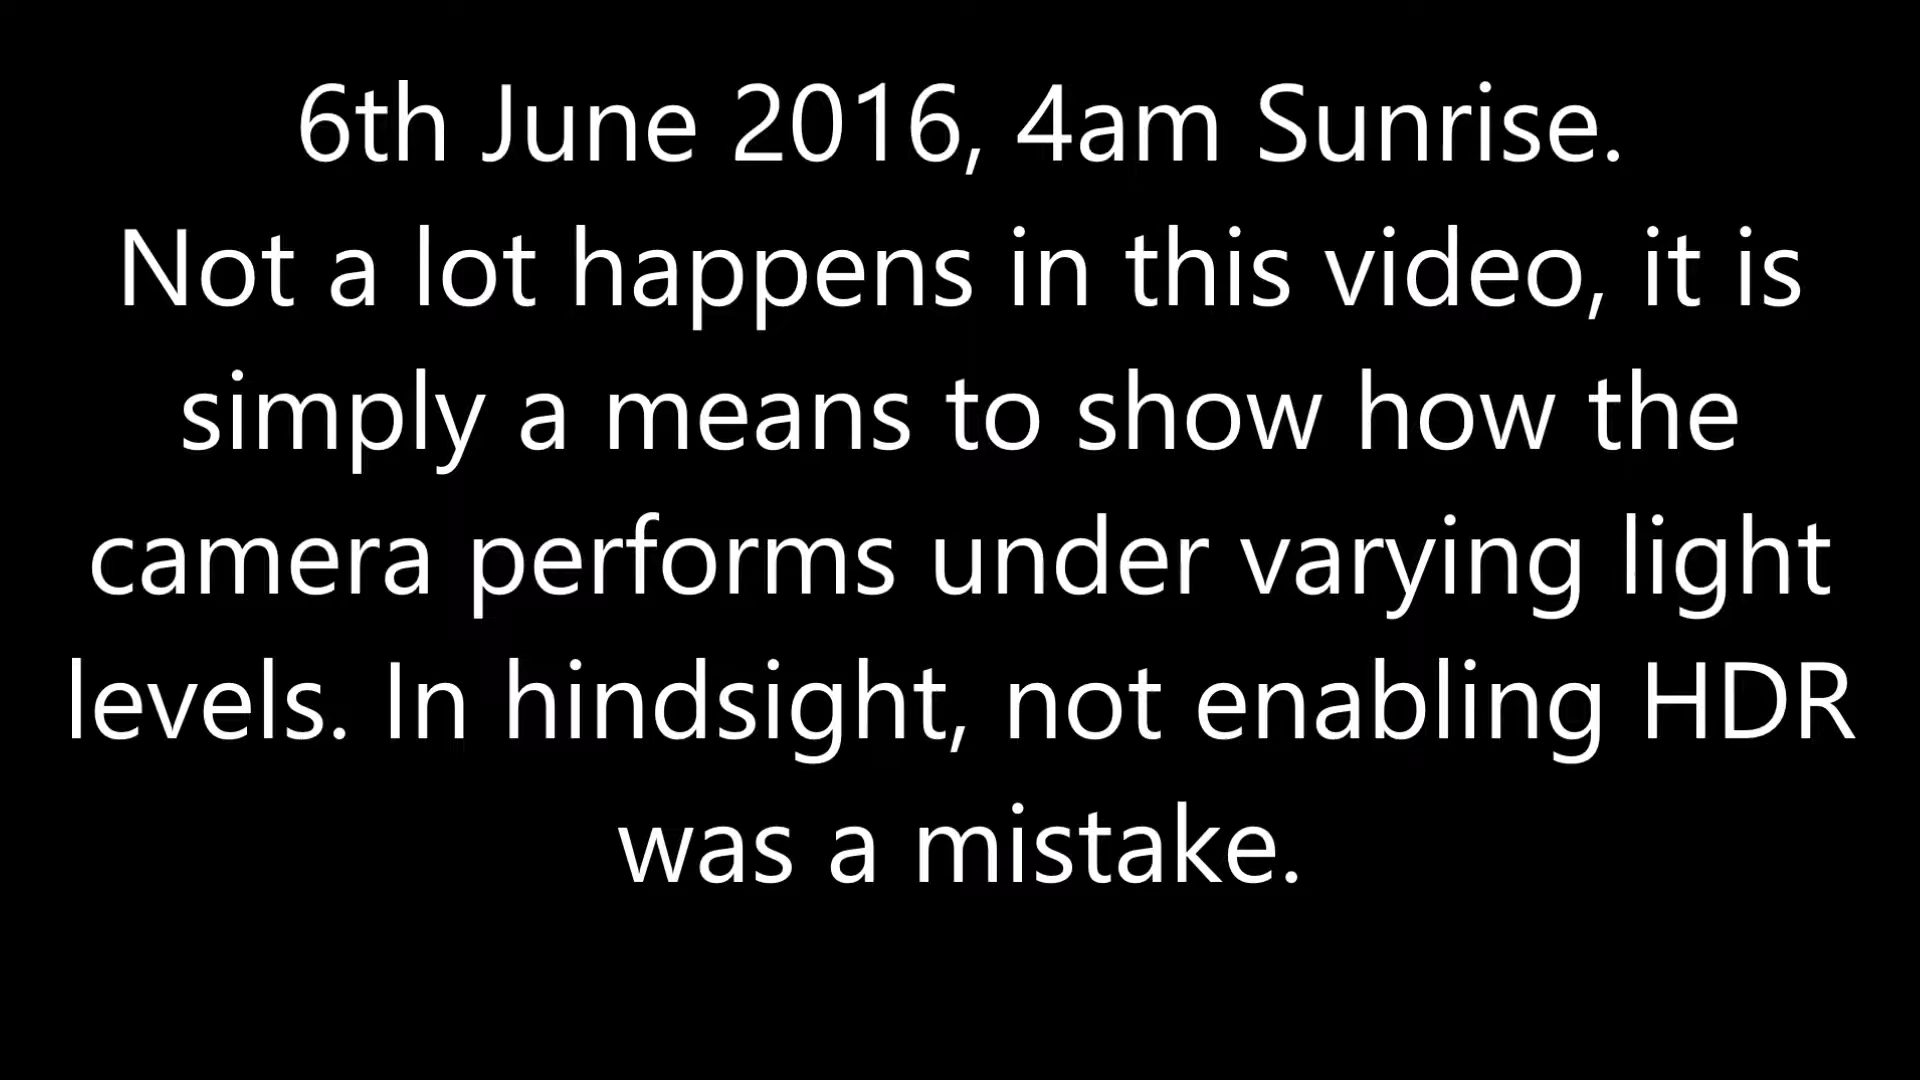 6th June 2016, 4am Sunrise.
Not a lot happens in this video, it is
simply a means to show how the
camera performs under varying light
levels. In hindsight, not enabling HDR
was a mistake.